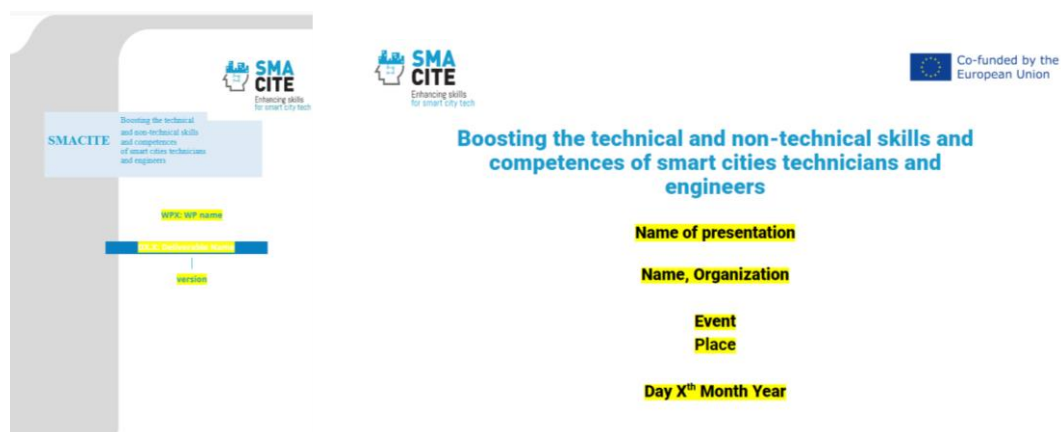 SMA
CITE
Enhancing skills
for smart city tech
SMACITE
Boosting the technical
and non-technical skills
and competences
of smart cities technicians
and engineers
WPX: WP name
DX.X: Deliverable Name
version
SMA
CITE
Enhancing skills
for smart city tech
Co-funded by the
European Union
Boosting the technical and non-technical skills and
competences of smart cities technicians and
engineers
Name of presentation
Name, Organization
Event
Place
Day Xth Month Year